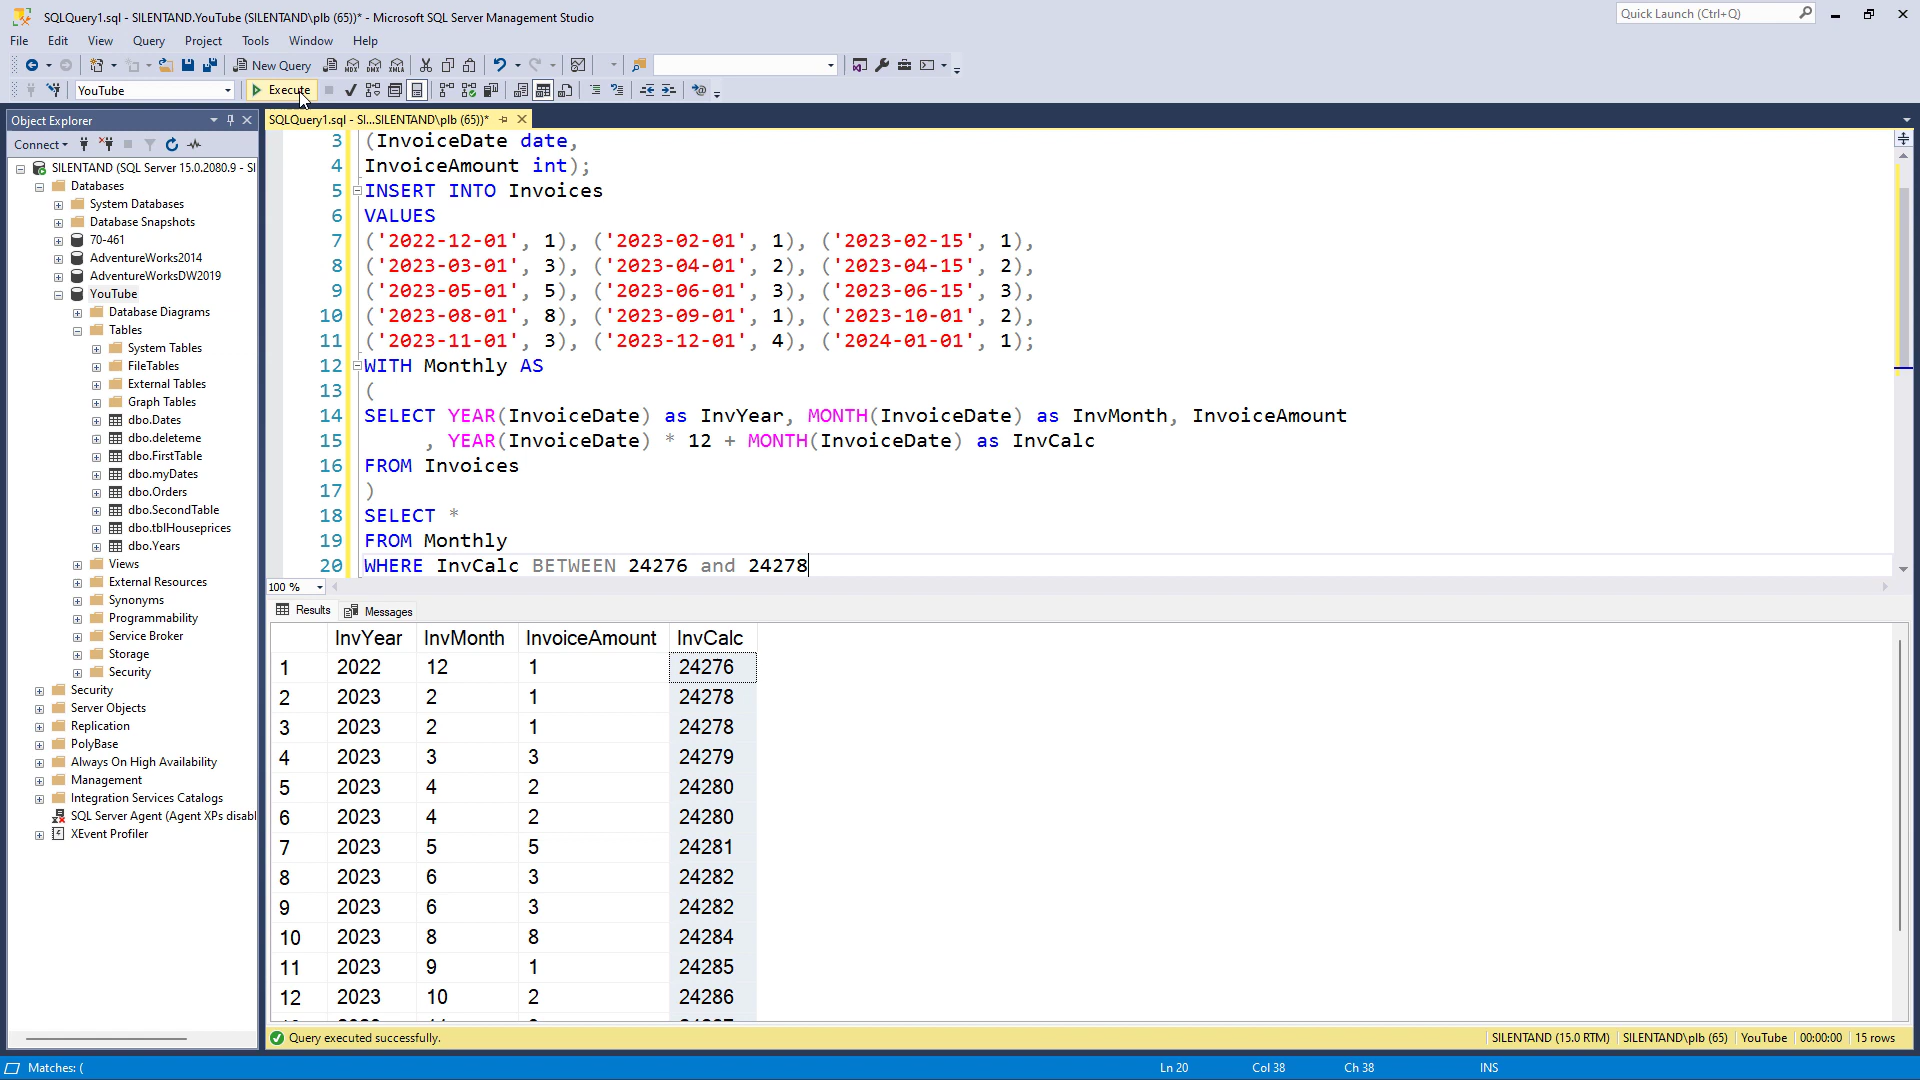 SQLQuery1.sql - SILENTAND.YouTube (SILENTAND\plb (65))* - Microsoft SQL Server Management Studio
Quick Launch (Ctrl+Q)
File Edit View Query Project Tools Window Help
New Query
YouTube
Execute
Object Explorer
SQLQuery1.sql - SI...SILENTAND\plb (65))*
Connect
SILENTAND (SQL Server 15.0.2080.9 - SI
Databases
System Databases
Database Snapshots
70-461
AdventureWorks2014
AdventureWorksDW2019
YouTube
Database Diagrams
Tables
System Tables
FileTables
External Tables
Graph Tables
dbo.Dates
dbo.deleteme
dbo.FirstTable
dbo.myDates
dbo.Orders
dbo.SecondTable
dbo.tblHouseprices
dbo.Years
Views
External Resources
Synonyms
Programmability
Service Broker
Storage
Security
Security
Server Objects
Replication
PolyBase
Always On High Availability
Management
Integration Services Catalogs
SQL Server Agent (Agent XPs disabl
XEvent Profiler
3 (InvoiceDate date,
4 InvoiceAmount int);
5 INSERT INTO Invoices
6 VALUES
7 ('2022-12-01', 1), ('2023-02-01', 1), ('2023-02-15', 1),
8 ('2023-03-01', 3), ('2023-04-01', 2), ('2023-04-15', 2),
9 ('2023-05-01', 5), ('2023-06-01', 3), ('2023-06-15', 3),
10 ('2023-08-01', 8), ('2023-09-01', 1), ('2023-10-01', 2),
11 ('2023-11-01', 3), ('2023-12-01', 4), ('2024-01-01', 1);
12 WITH Monthly AS
13 (
14 SELECT YEAR(InvoiceDate) as InvYear, MONTH(InvoiceDate) as InvMonth, InvoiceAmount
15 , YEAR(InvoiceDate) * 12 + MONTH(InvoiceDate) as InvCalc
16 FROM Invoices
17 )
18 SELECT *
19 FROM Monthly
20 WHERE InvCalc BETWEEN 24276 and 24278
100 %
Results Messages
InvYear InvMonth InvoiceAmount InvCalc
1 2022 12 1 24276
2 2023 2 1 24278
3 2023 2 1 24278
4 2023 3 3 24279
5 2023 4 2 24280
6 2023 4 2 24280
7 2023 5 5 24281
8 2023 6 3 24282
9 2023 6 3 24282
10 2023 8 8 24284
11 2023 9 1 24285
12 2023 10 2 24286
Query executed successfully.
SILENTAND (15.0 RTM) SILENTAND\plb (65) YouTube 00:00:00 15 rows
Matches: (
Ln 20 Col 38 Ch 38 INS